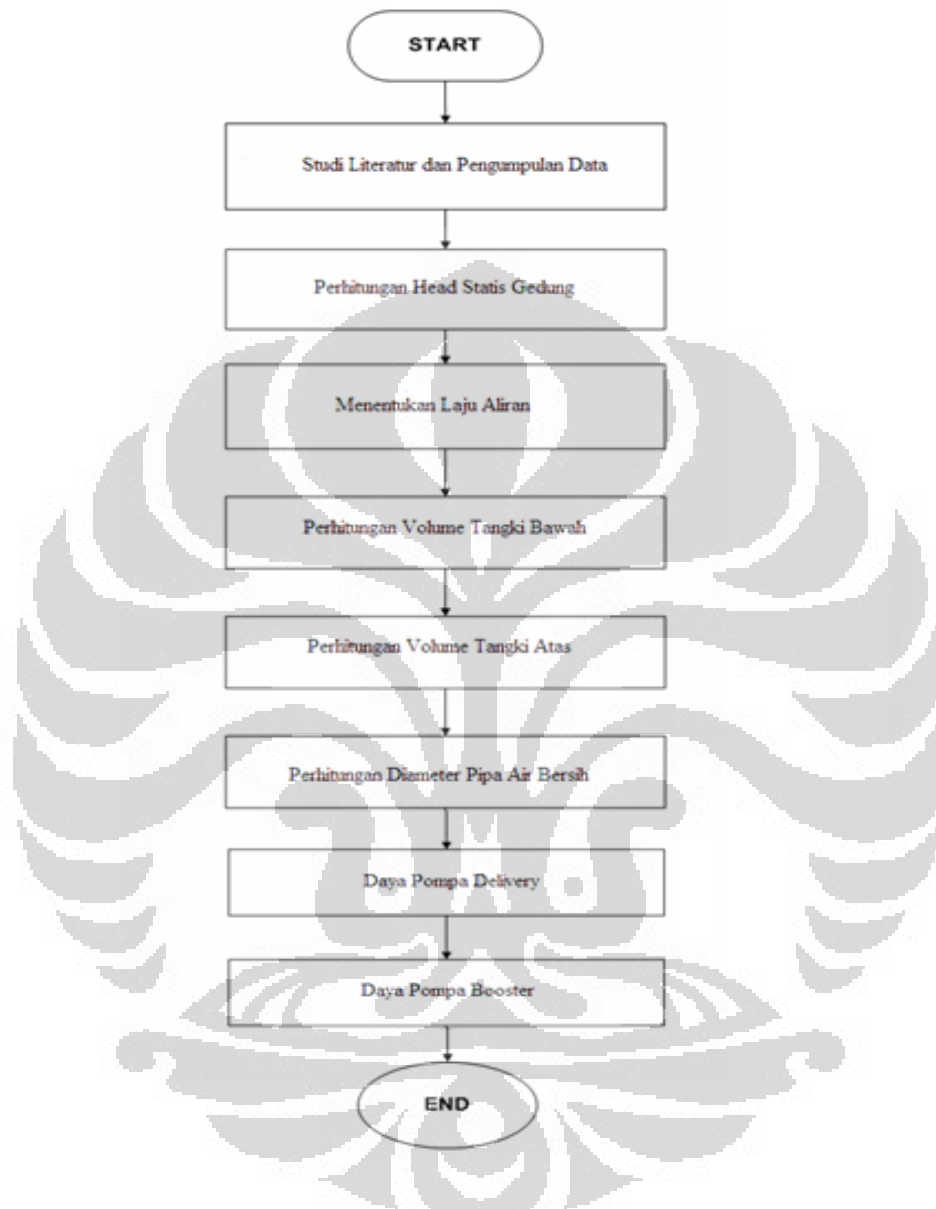 START
Studi Literatur dan Pengumpulan Data
Perhitungan Head Statis Gedung
Menentukan Laju Aliran
Perhitungan Volume Tangki Bawah
Perhitungan Volume Tangki Atas
Perhitungan Diameter Pipa Air Bersih
Daya Pompa Delivery
Daya Pompa Booster
END